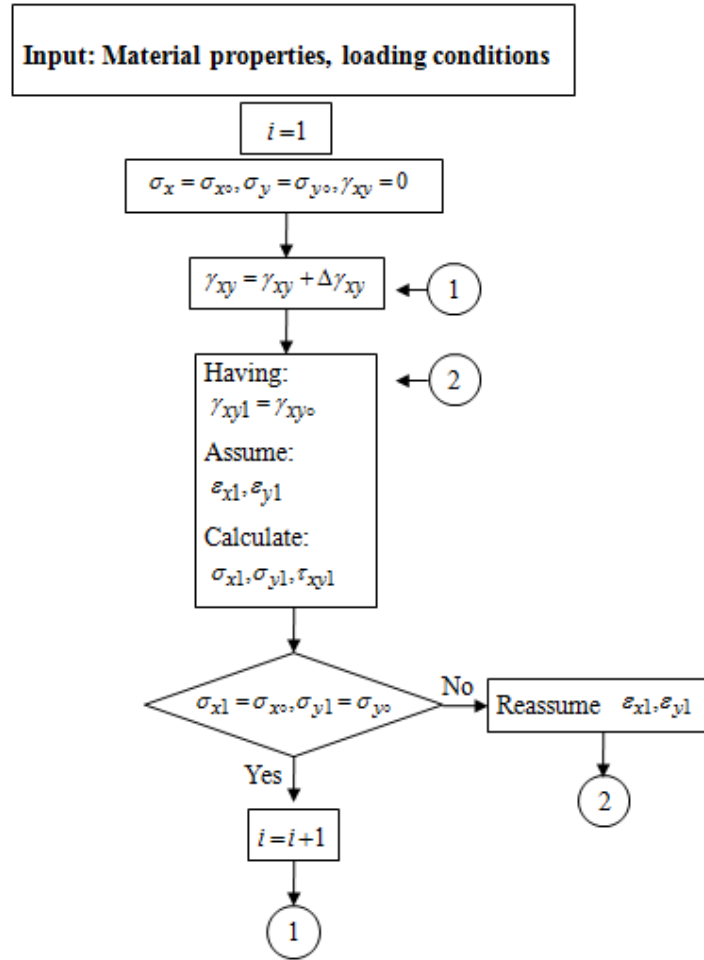 Input: Material properties, loading conditions
i=1
σx = σx∘, σy = σy∘, γxy = 0
γxy = γxy + Δγxy
1
Having:
γxy1 = γxy∘
2
Assume:
εx1, εy1
Calculate:
σx1, σy1, τxy1
σx1 = σx∘, σy1 = σy∘
No
Reassume εx1, εy1
Yes
2
i=i+1
1